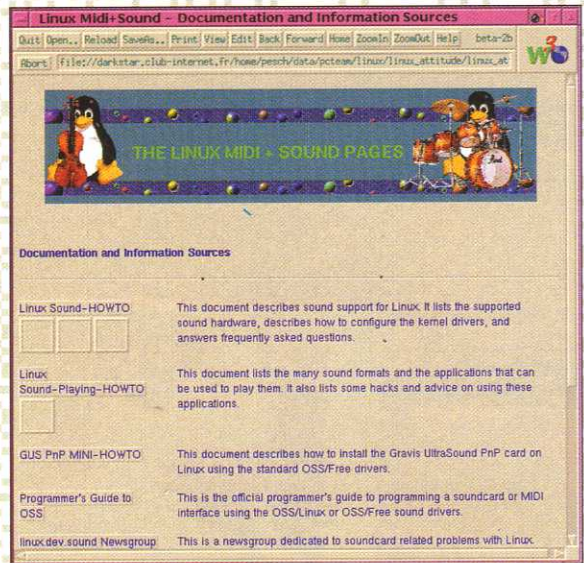 Linux Midi+Sound - Documentation and Information Sources
Quit Open.. Reload SaveAs.. Print View Edit Back Forward Home ZoomIn ZoomOut Help beta-2b
Abort file://darkstar.club-internet.fr/home/pesch/data/pcteam/linux/linux_attitude/linux_at
W3
THE LINUX MIDI + SOUND PAGES
Documentation and Information Sources
Linux Sound-HOWTO
This document describes sound support for Linux. It lists the supported
sound hardware, describes how to configure the kernel drivers, and
answers frequently asked questions.
Linux
Sound-Playing-HOWTO
This document lists the many sound formats and the applications that can
be used to play them. It also lists some hacks and advice on using these
applications.
GUS PnP MINI-HOWTO
This document describes how to install the Gravis UltraSound PnP card on
Linux using the standard OSS/Free drivers.
Programmer's Guide to
OSS
This is the official programmer's guide to programming a soundcard or MIDI
interface using the OSS/Linux or OSS/Free sound drivers.
linux.dev.sound Newsgroup
This is a newsgroup dedicated to soundcard related problems with Linux.